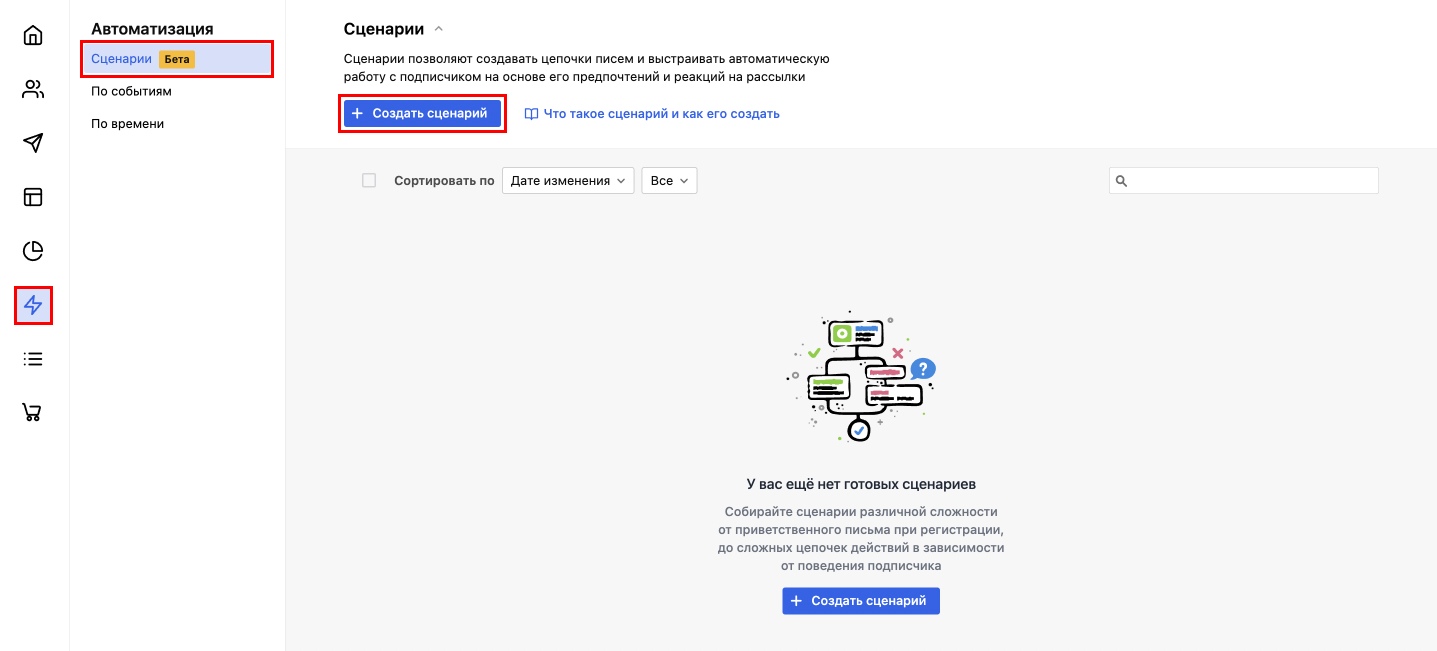 Автоматизация
Сценарии Бета
По событиям
По времени
Сценарии
Сценарии позволяют создавать цепочки писем и выстраивать автоматическую
работу с подписчиком на основе его предпочтений и реакций на рассылки
+ Создать сценарий
Что такое сценарий и как его создать
Сортировать по Дате изменения Все
?
У вас ещё нет готовых сценариев
Собирайте сценарии различной сложности
от приветственного письма при регистрации,
до сложных цепочек действий в зависимости
от поведения подписчика
+ Создать сценарий